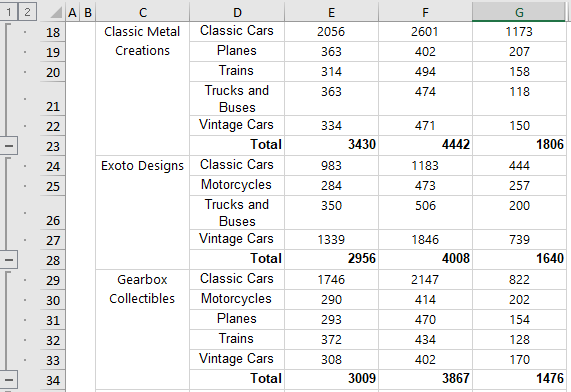 1 2 A B C D E F G
18 Classic Metal Classic Cars 2056 2601 1173
19 Creations Planes 363 402 207
20 Trains 314 494 158
Trucks and
21 Buses 363 474 118
22 Vintage Cars 334 471 150
23 Total 3430 4442 1806
24 Exoto Designs Classic Cars 983 1183 444
25 Motorcycles 284 473 257
Trucks and
26 Buses 350 506 200
27 Vintage Cars 1339 1846 739
28 Total 2956 4008 1640
29 Gearbox Classic Cars 1746 2147 822
30 Collectibles Motorcycles 290 414 202
31 Planes 293 470 154
32 Trains 372 434 128
33 Vintage Cars 308 402 170
34 Total 3009 3867 1476